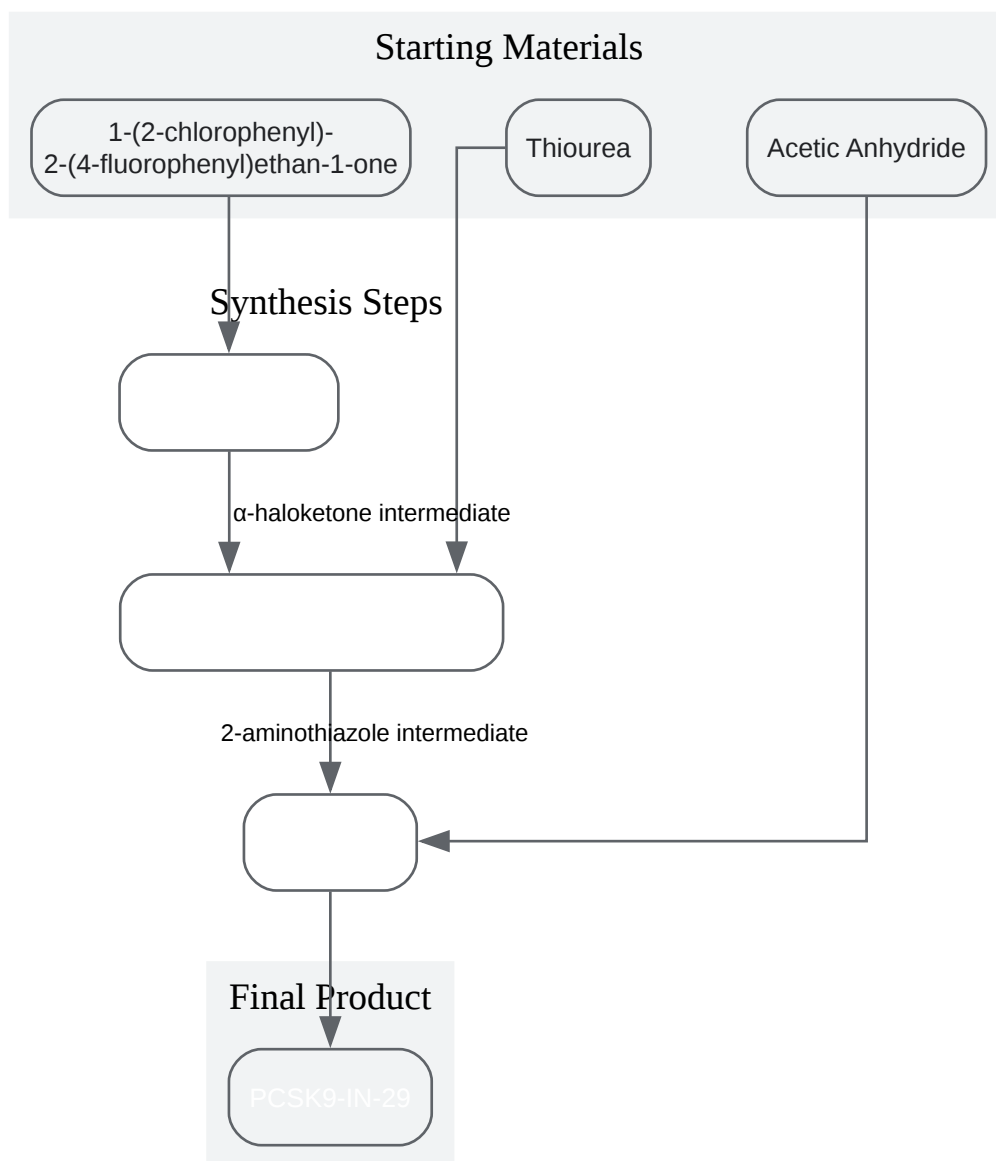 Starting Materials
1-(2-chlorophenyl)-
2-(4-fluorophenyl)ethan-1-one
Thiourea
Acetic Anhydride
Synthesis Steps
α-haloketone intermediate
2-aminothiazole intermediate
Final Product
PCSK9-IN-29